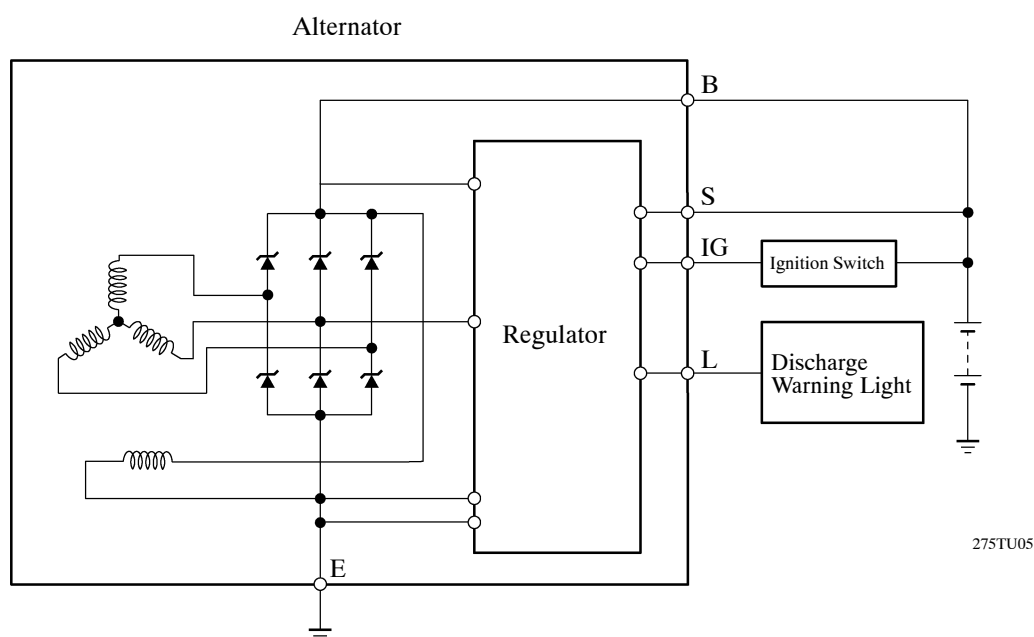 Alternator
B
S
IG
Ignition Switch
Regulator
L
Discharge
Warning Light
E
275TU05